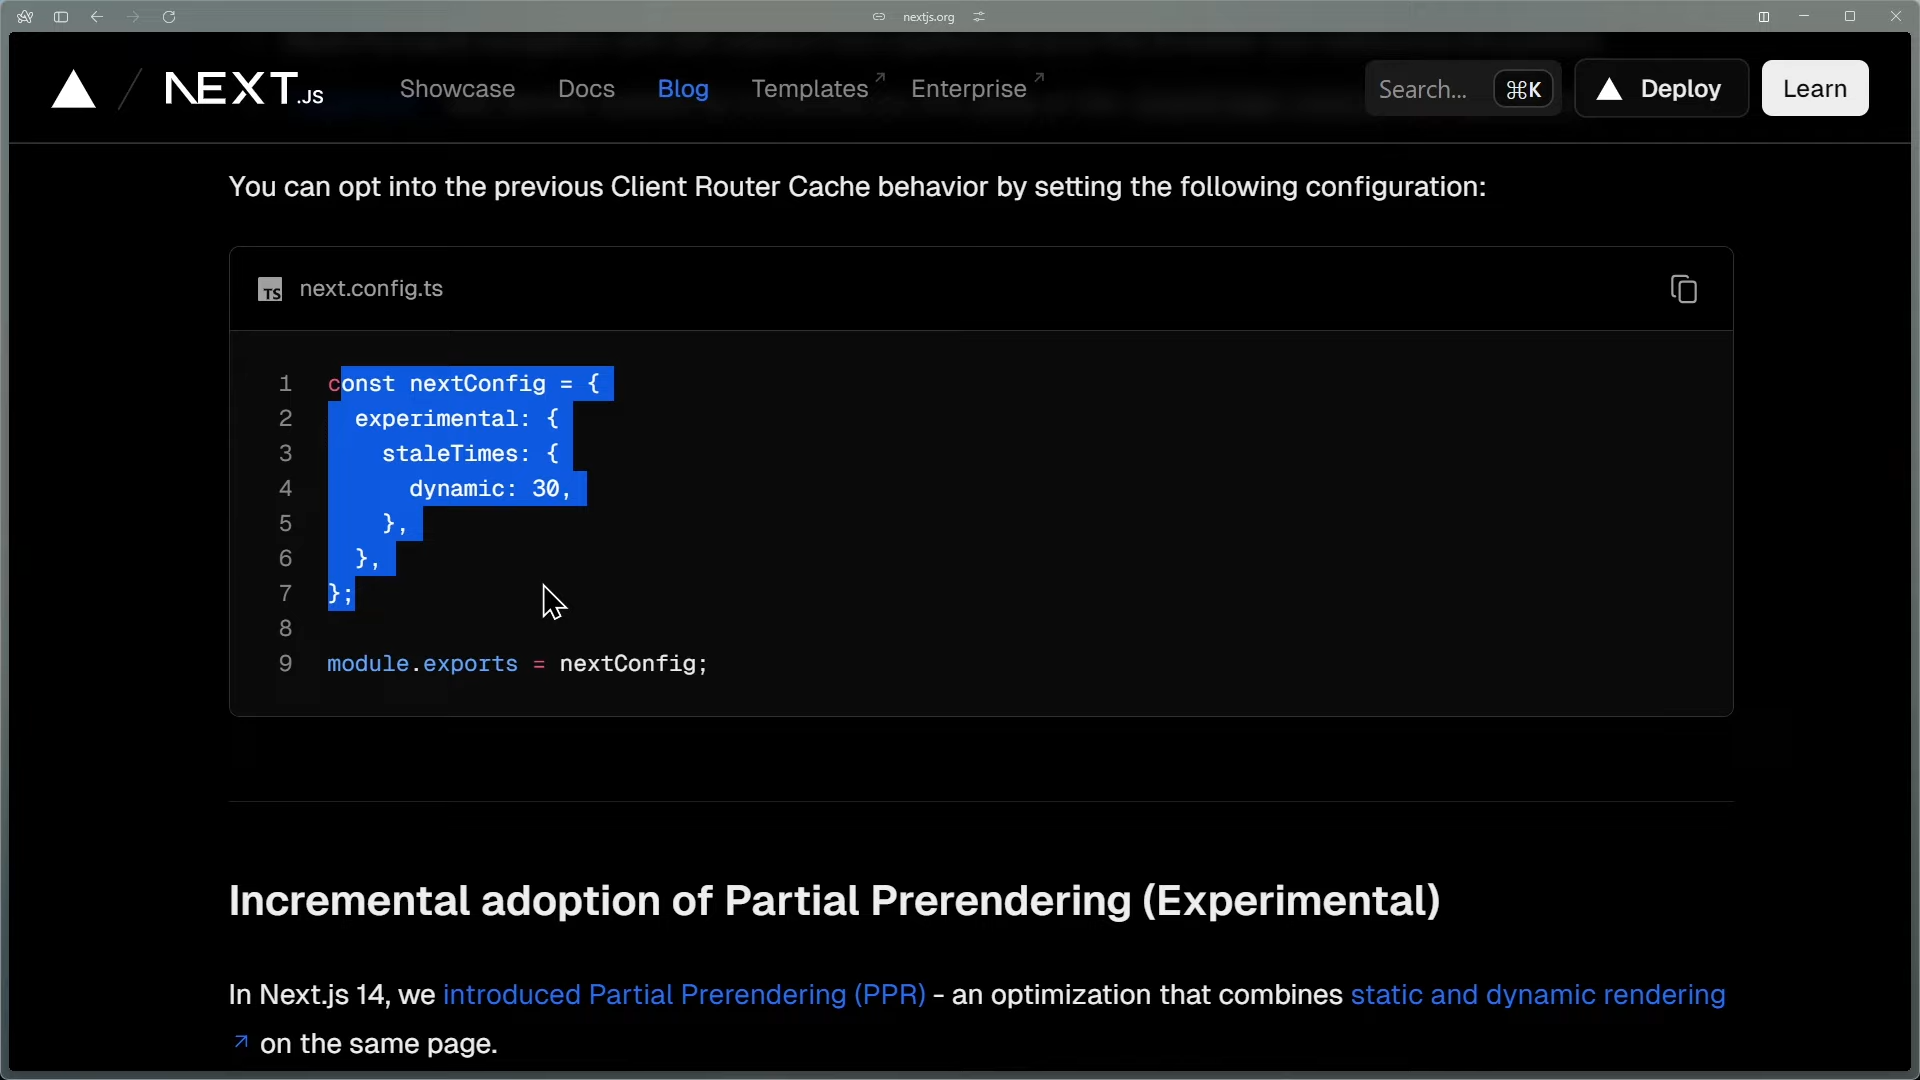 nextjs.org
NEXT.JS Showcase Docs Blog Templates Enterprise Search... ⌘K Deploy Learn
You can opt into the previous Client Router Cache behavior by setting the following configuration:
TS next.config.ts
1 const nextConfig = {
2   experimental: {
3     staleTimes: {
4       dynamic: 30,
5     },
6   },
7 };
8
9 module.exports = nextConfig;
Incremental adoption of Partial Prerendering (Experimental)
In Next.js 14, we introduced Partial Prerendering (PPR) - an optimization that combines static and dynamic rendering
↗ on the same page.